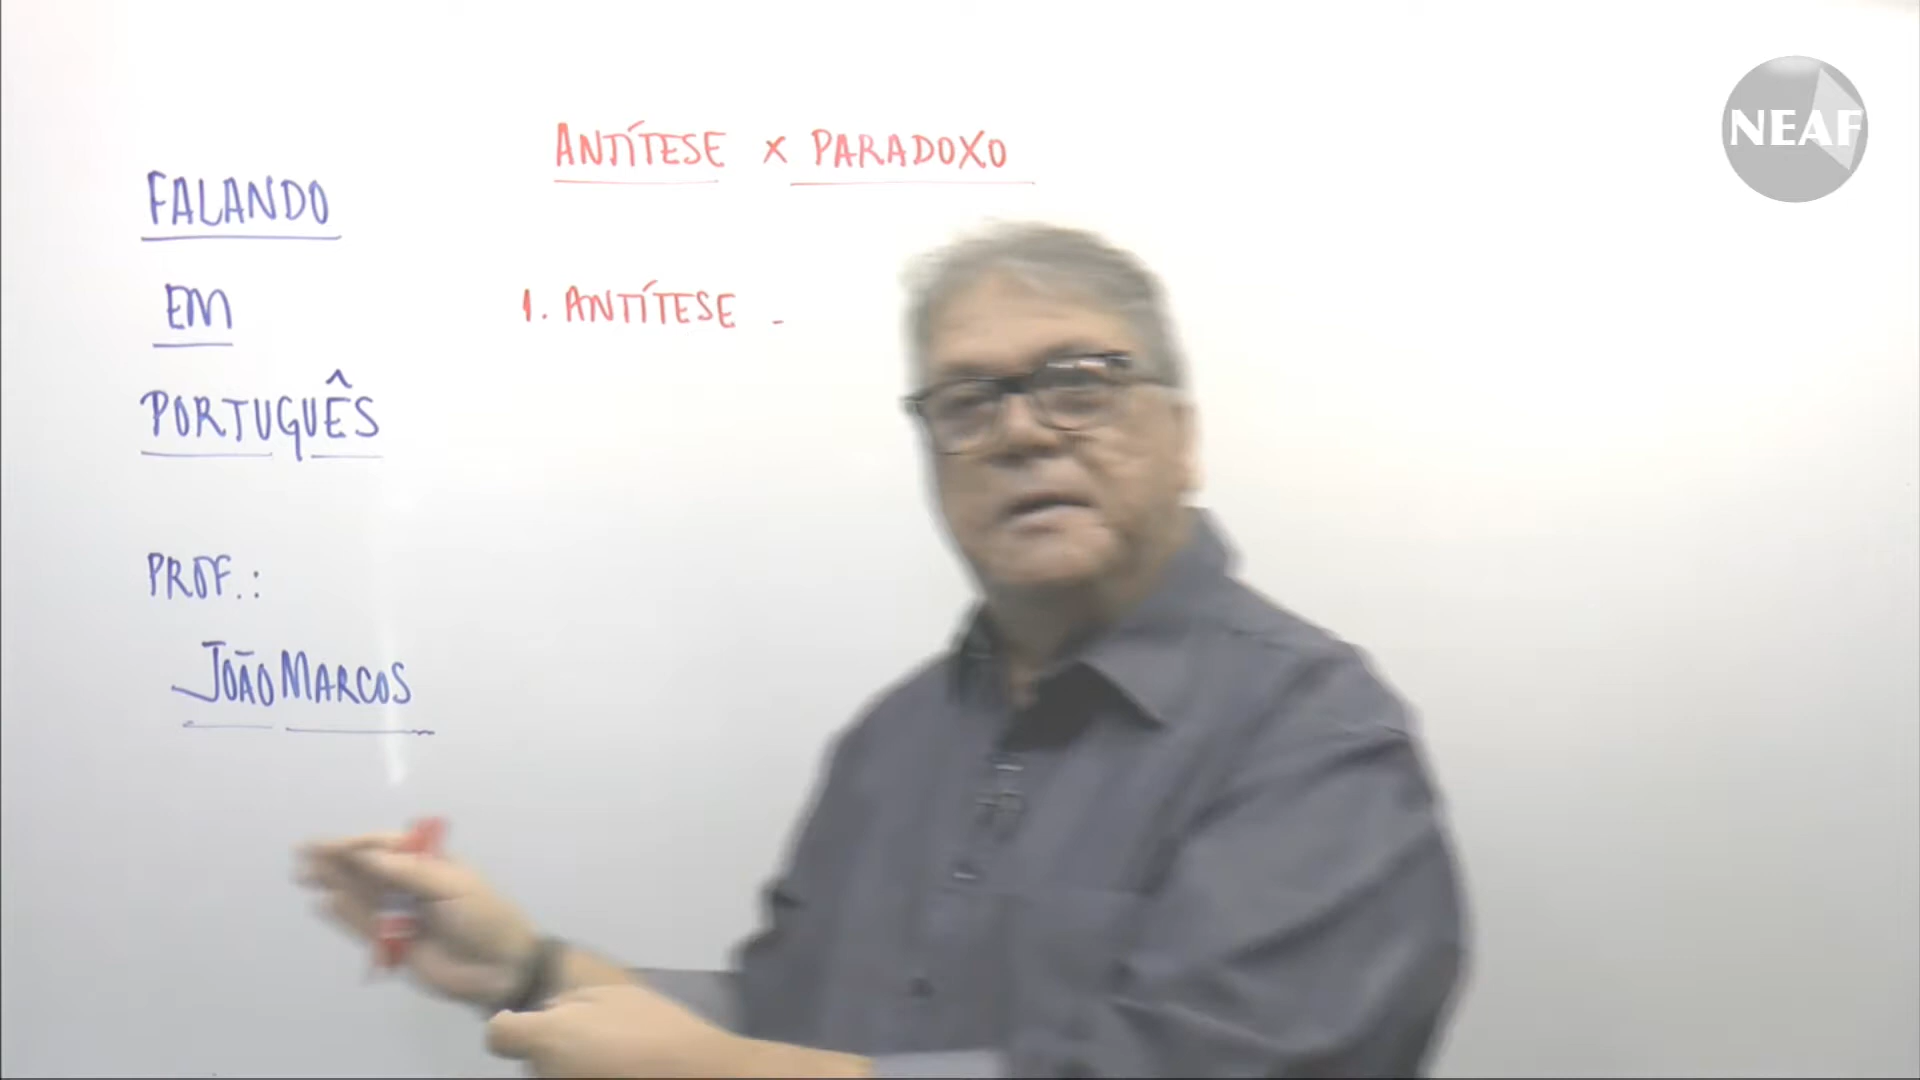 FALANDO
EM
PORTUGUÊS
PROF.:
JOÃO MARCOS
ANTÍTESE X PARADOXO
1. ANTÍTESE -
NEAF